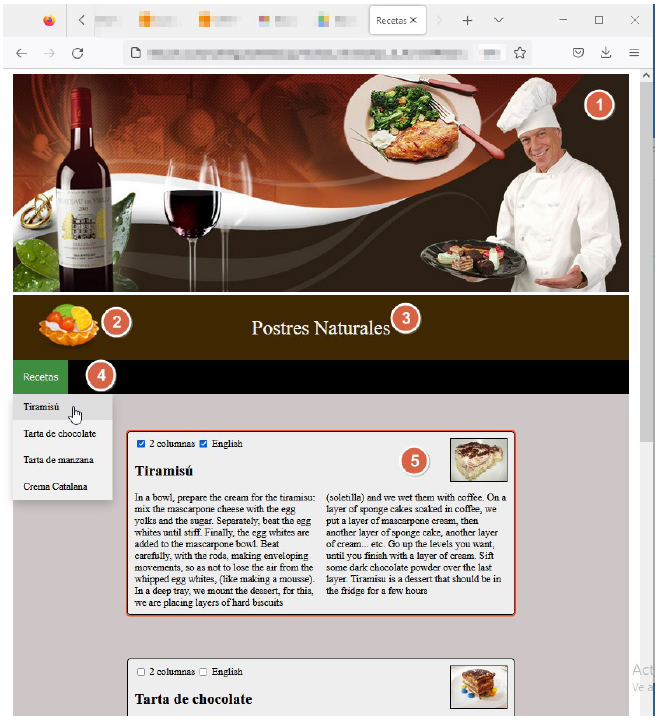 Recetas
1
2
Postres Naturales
3
Recetas
4
Tiramisú
Tarta de chocolate
Tarta de manzana
Crema Catalana
2 columnas English
5
Tiramisú
In a bowl, prepare the cream for the tiramisu:
mix the mascarpone cheese with the egg
yolks and the sugar. Separately, beat the egg
whites until stiff. Finally, the egg whites are
added to the mascarpone bowl. Beat
carefully, with the rods, making enveloping
movements, so as not to lose the air from the
whipped egg whites, (like making a mousse).
In a deep tray, we mount the dessert, for this,
we are placing layers of hard biscuits
(soletilla) and we wet them with coffee. On a
layer of sponge cakes soaked in coffee, we
put a layer of mascarpone cream, then
another layer of sponge cake, another layer
of cream... etc. Go up the levels you want,
until you finish with a layer of cream. Sift
some dark chocolate powder over the last
layer. Tiramisu is a dessert that should be in
the fridge for a few hours
2 columnas English
Tarta de chocolate
Act
Ve a